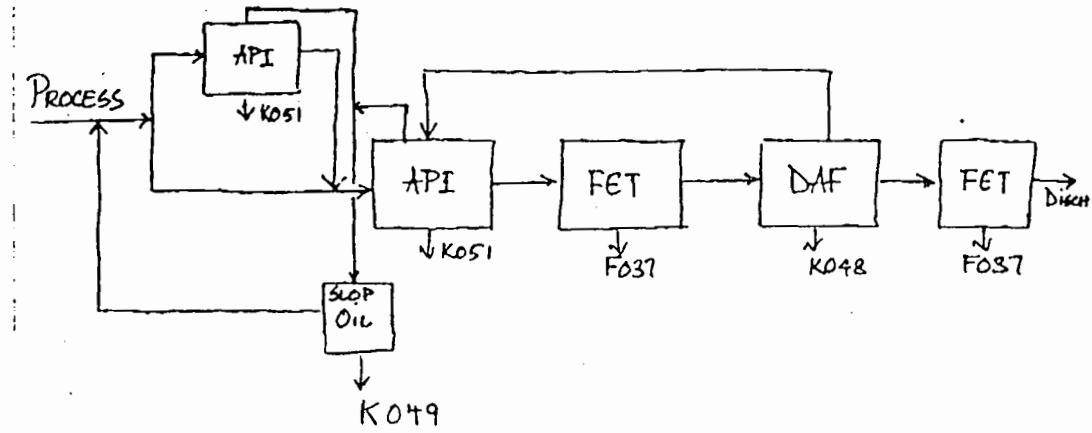 API
PROCESS
K051
API
FET
DAF
FET
DISCH
K051
F037
K048
F037
SLOP
OIL
K049